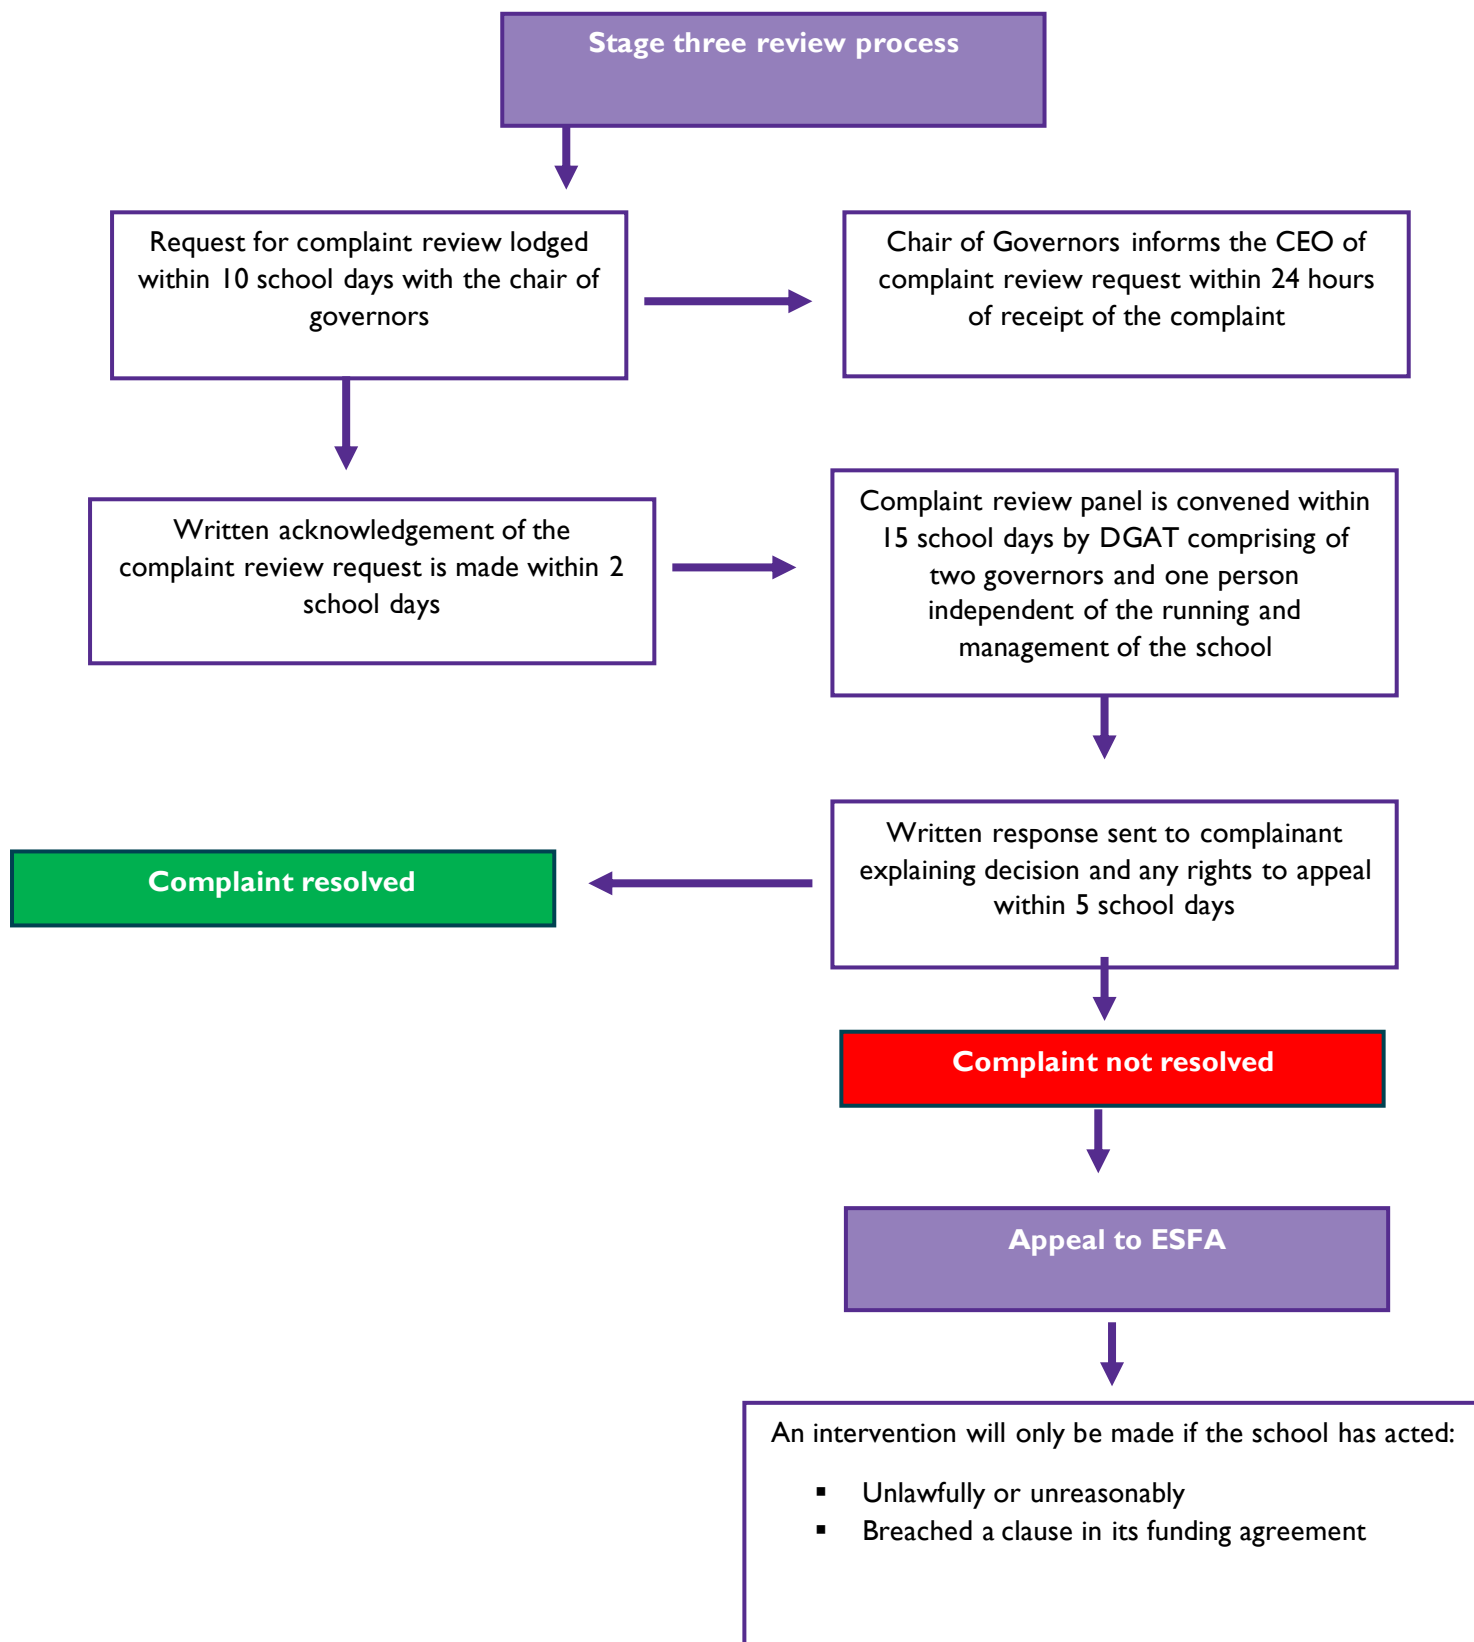 Stage three review process
Request for complaint review lodged
within 10 school days with the chair of
governors
Chair of Governors informs the CEO of
complaint review request within 24 hours
of receipt of the complaint
Written acknowledgement of the
complaint review request is made within 2
school days
Complaint review panel is convened within
15 school days by DGAT comprising of
two governors and one person
independent of the running and
management of the school
Written response sent to complainant
explaining decision and any rights to appeal
within 5 school days
Complaint resolved
Complaint not resolved
Appeal to ESFA
An intervention will only be made if the school has acted:
▪ Unlawfully or unreasonably
▪ Breached a clause in its funding agreement